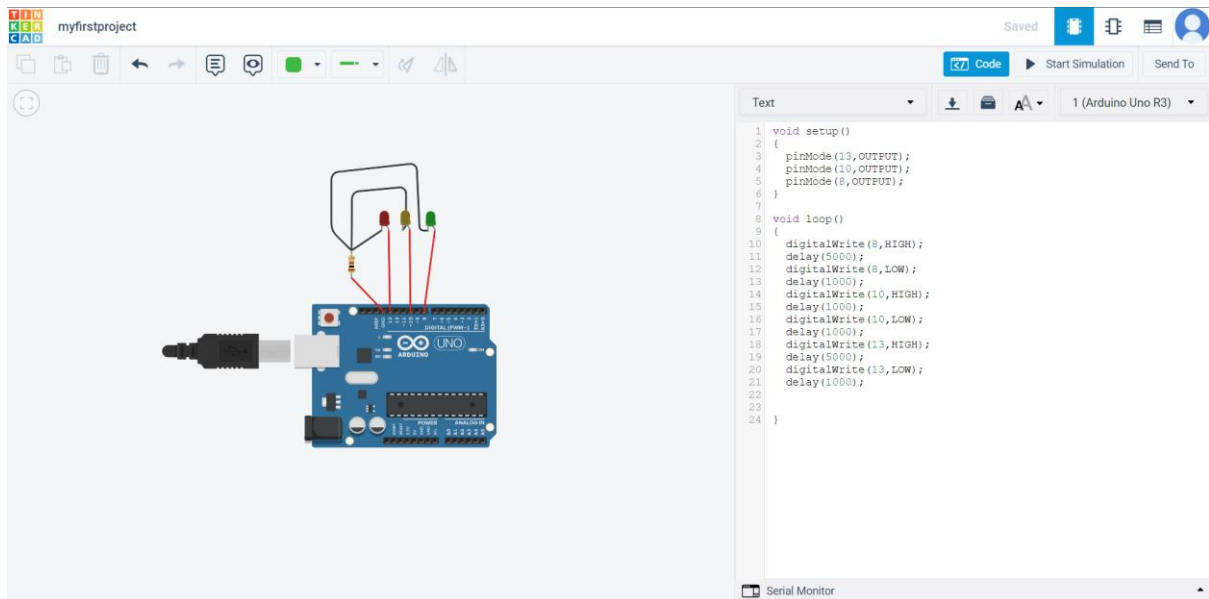 TIN
KER
CAD
myfirstproject
Saved
Code
Start Simulation
Send To
Text
1 (Arduino Uno R3)
1 void setup()
2 {
3   pinMode(13,OUTPUT);
4   pinMode(10,OUTPUT);
5   pinMode(8,OUTPUT);
6 }
7
8 void loop()
9 {
10   digitalWrite(8,HIGH);
11   delay(5000);
12   digitalWrite(8,LOW);
13   delay(1000);
14   digitalWrite(10,HIGH);
15   delay(1000);
16   digitalWrite(10,LOW);
17   delay(1000);
18   digitalWrite(13,HIGH);
19   delay(5000);
20   digitalWrite(13,LOW);
21   delay(1000);
22
23
24 }
DIGITAL (PWM~)
UNO
ARDUINO
POWER
ANALOG IN
Serial Monitor